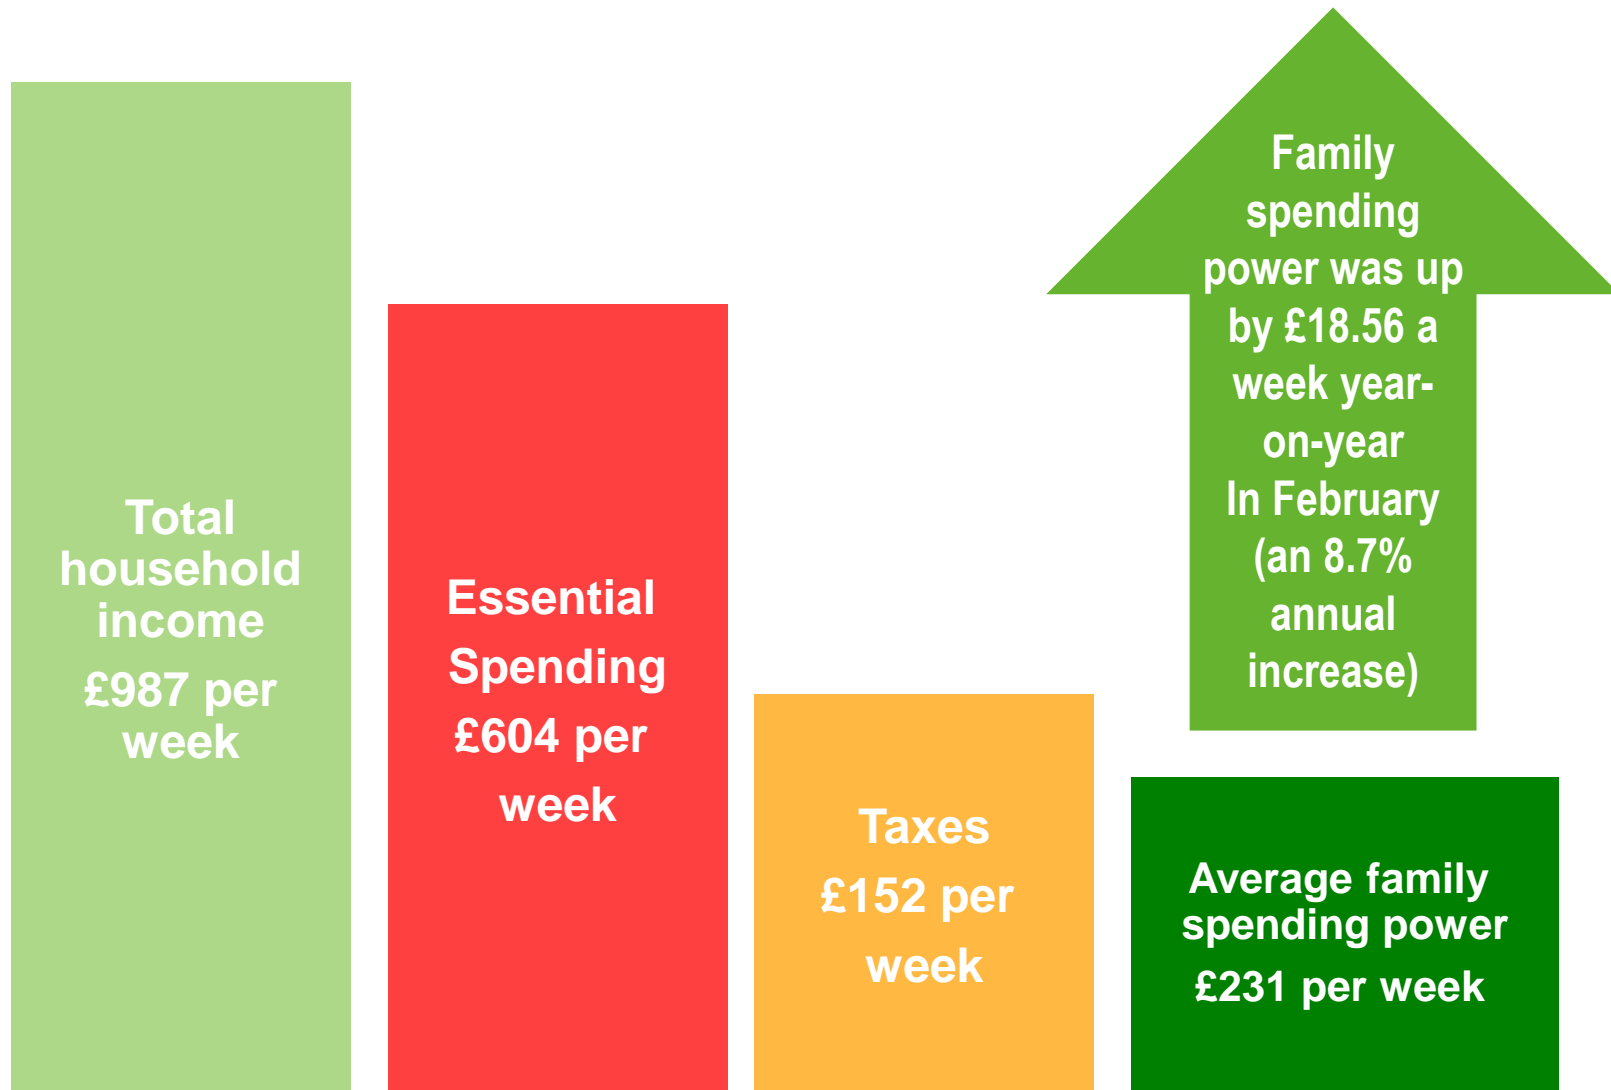 Total
household
income
£987 per
week
Essential
Spending
£604 per
week
Taxes
£152 per
week
Family
spending
power was up
by £18.56 a
week year-
on-year
In February
(an 8.7%
annual
increase)
Average family
spending power
£231 per week